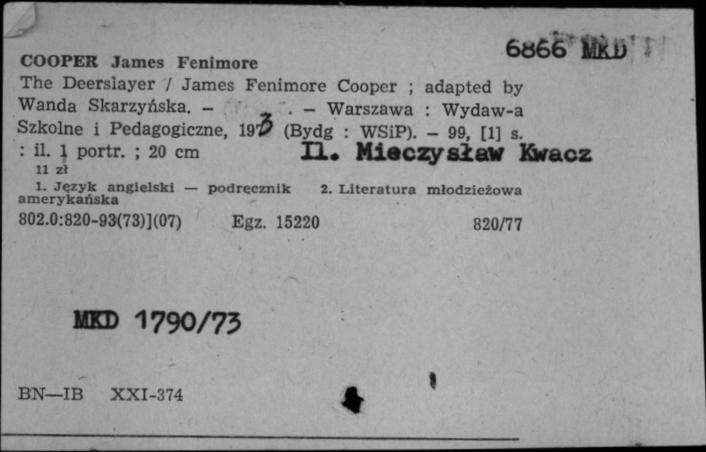 6866 MKD
COOPER James Fenimore
The Deerslayer / James Fenimore Cooper ; adapted by
Wanda Skarzyńska. — . — Warszawa : Wydaw-a
Szkolne i Pedagogiczne, 1973 (Bydg : WSiP). — 99, [1] s.
: il. 1 portr. ; 20 cm Il. Mieczysław Kwacz
11 zł
1. Język angielski — podręcznik 2. Literatura młodzieżowa
amerykańska
802.0:820-93(73)](07) Egz. 15220 820/77
MKD 1790/73
BN—IB XXI-374